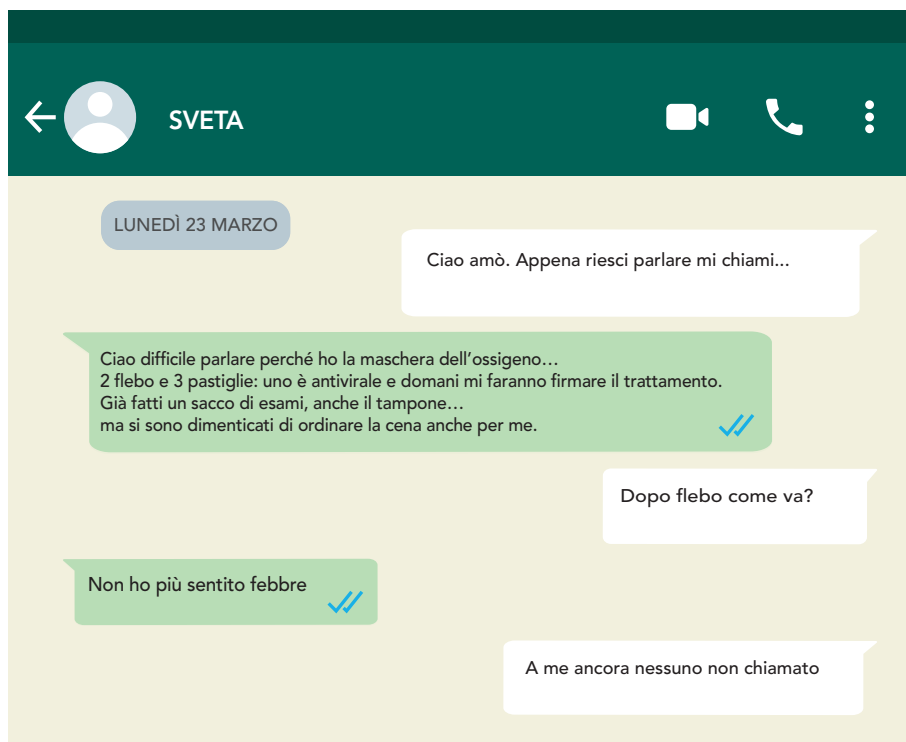 SVETA
LUNEDÌ 23 MARZO
Ciao amò. Appena riesci parlare mi chiami...
Ciao difficile parlare perché ho la maschera dell’ossigeno…
2 flebo e 3 pastiglie: uno è antivirale e domani mi faranno firmare il trattamento.
Già fatti un sacco di esami, anche il tampone…
ma si sono dimenticati di ordinare la cena anche per me.
Dopo flebo come va?
Non ho più sentito febbre
A me ancora nessuno non chiamato